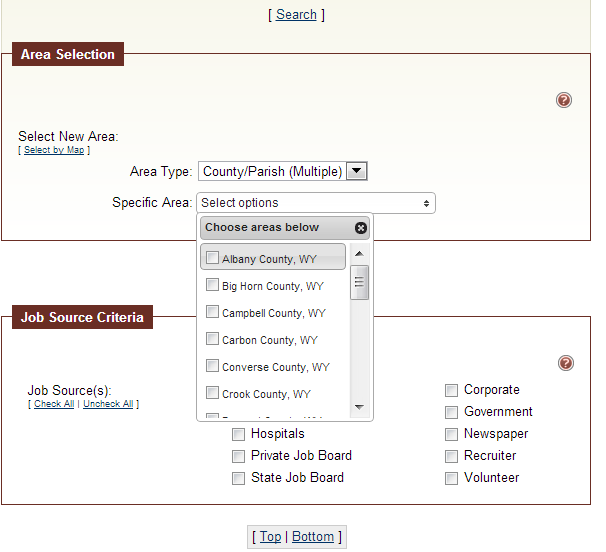 [ Search ]
Area Selection
Select New Area:
[ Select by Map ]
Area Type: County/Parish (Multiple)
Specific Area: Select options
Choose areas below
Albany County, WY
Big Horn County, WY
Campbell County, WY
Carbon County, WY
Converse County, WY
Crook County, WY
Job Source Criteria
Job Source(s):
[ Check All | Uncheck All ]
Corporate
Government
Hospitals
Newspaper
Private Job Board
Recruiter
State Job Board
Volunteer
[ Top | Bottom ]